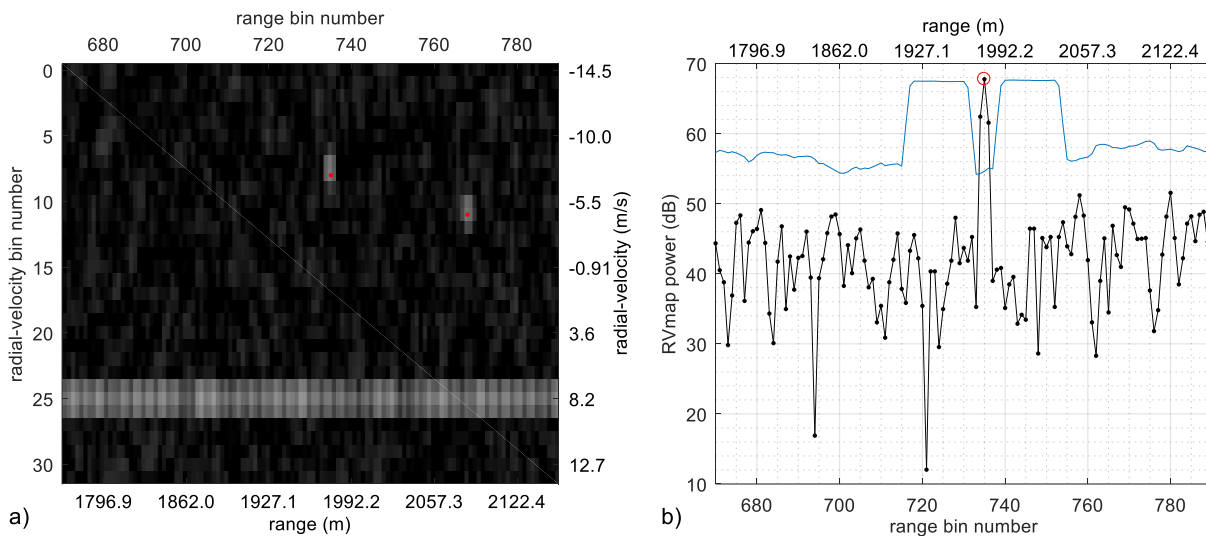 range bin number
680 700 720 740 760 780
0 -14.5
5 -10.0
10 -5.5
15 -0.91
20 3.6
25 8.2
30 12.7
radial-velocity bin number
radial-velocity (m/s)
1796.9 1862.0 1927.1 1992.2 2057.3 2122.4
range (m)
a)
range (m)
1796.9 1862.0 1927.1 1992.2 2057.3 2122.4
70
60
50
40
30
20
10
RVmap power (dB)
680 700 720 740 760 780
range bin number
b)